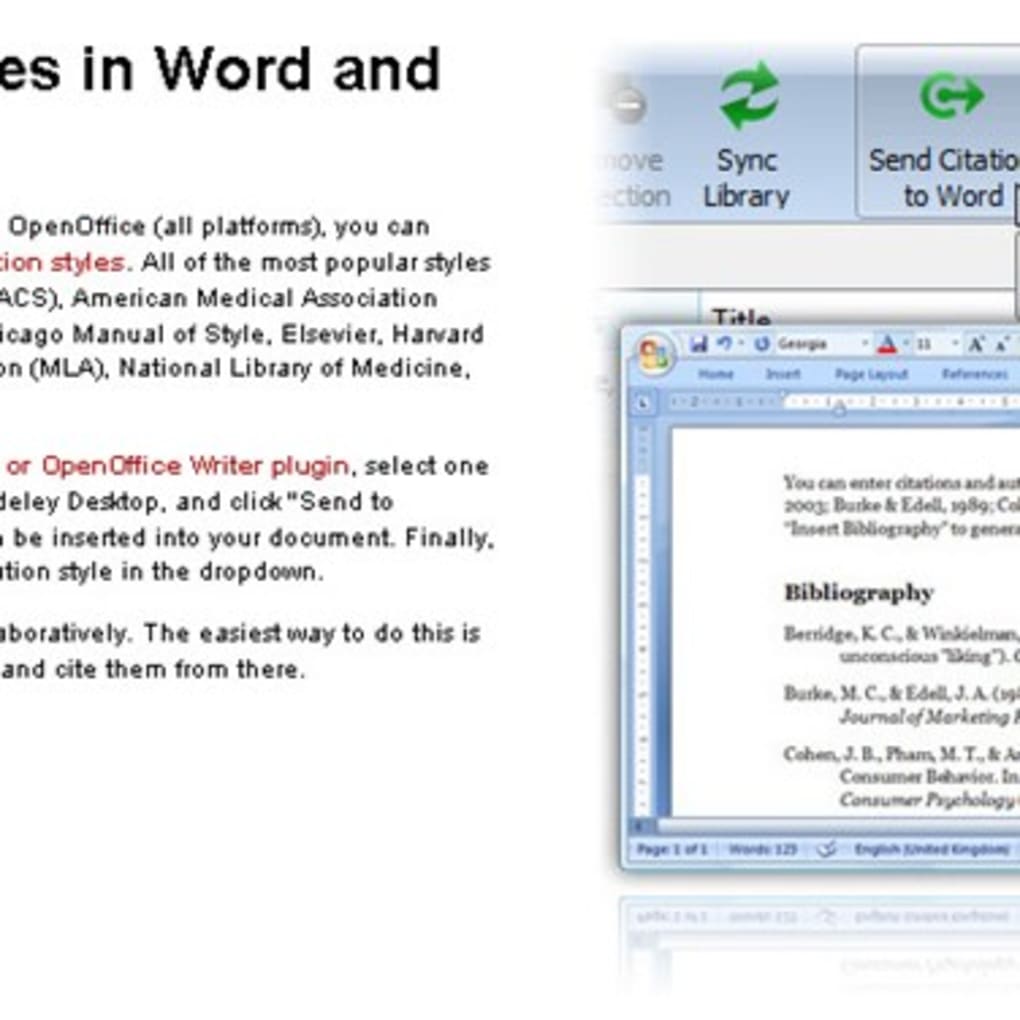 es in Word and
OpenOffice (all platforms), you can
tion styles. All of the most popular styles
ACS), American Medical Association
icago Manual of Style, Elsevier, Harvard
on (MLA), National Library of Medicine,
or OpenOffice Writer plugin, select one
deley Desktop, and click "Send to
be inserted into your document. Finally,
ation style in the dropdown.
aboratively. The easiest way to do this is
and cite them from there.
move
ection
Sync
Library
Send Citatio
to Word
Title
Georgia 11
Home Insert Page Layout References
You can enter citations and aut
2003; Burke & Edell, 1989; Co
"Insert Bibliography" to genera
Bibliography
Berridge, K. C., & Winkielman,
unconscious "liking").
Burke, M. C., & Edell, J. A. (198
Journal of Marketing
Cohen, J. B., Pham, M. T., & A
Consumer Behavior. In
Consumer Psychology
Page: 1 of 1 Words: 123 English (United Kingdom)